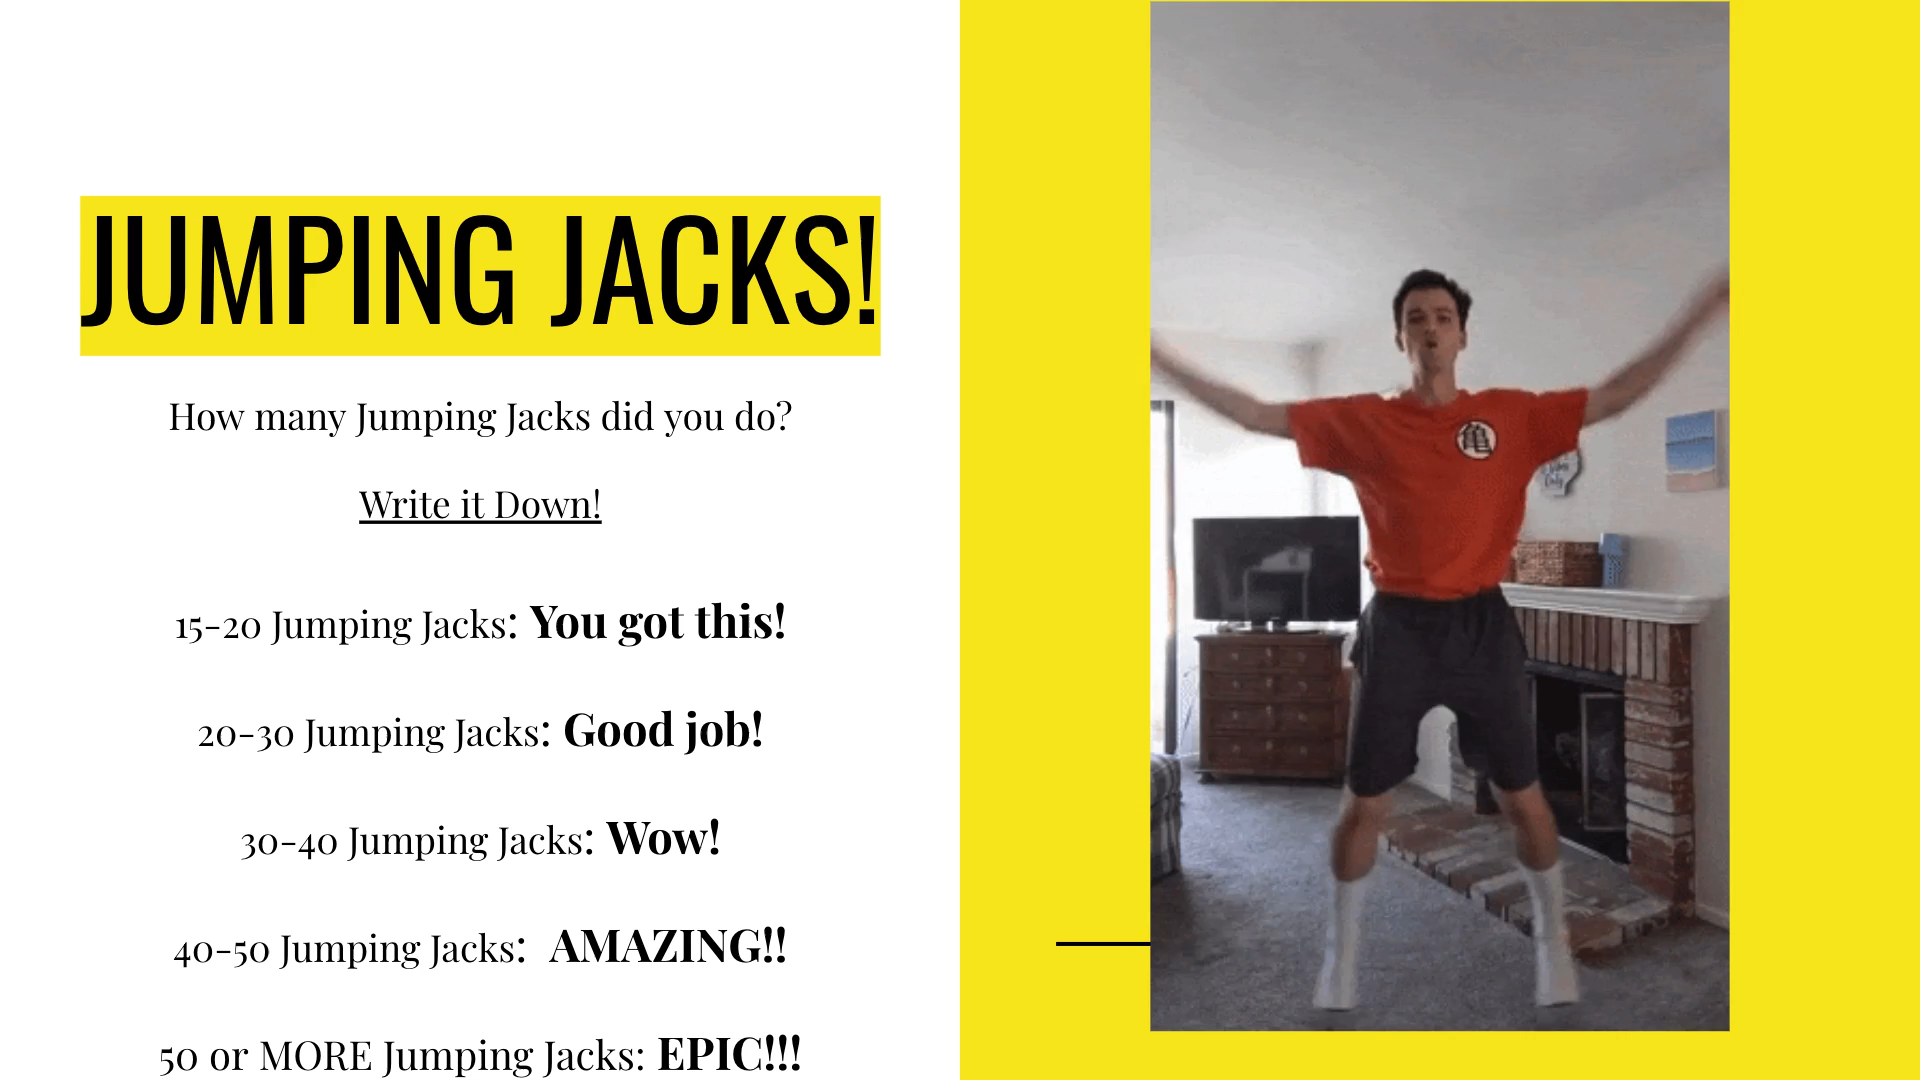 JUMPING JACKS!
How many Jumping Jacks did you do?
Write it Down!
15-20 Jumping Jacks: You got this!
20-30 Jumping Jacks: Good job!
30-40 Jumping Jacks: Wow!
40-50 Jumping Jacks:  AMAZING!!
50 or MORE Jumping Jacks: EPIC!!!
亀
Only